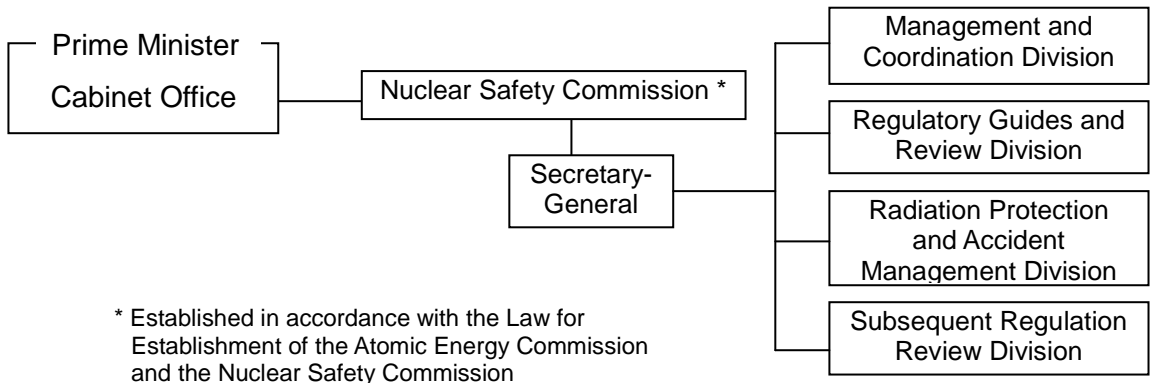 Prime Minister
Cabinet Office
Nuclear Safety Commission *
Secretary-
General
Management and
Coordination Division
Regulatory Guides and
Review Division
Radiation Protection
and Accident
Management Division
Subsequent Regulation
Review Division
* Established in accordance with the Law for
Establishment of the Atomic Energy Commission
and the Nuclear Safety Commission